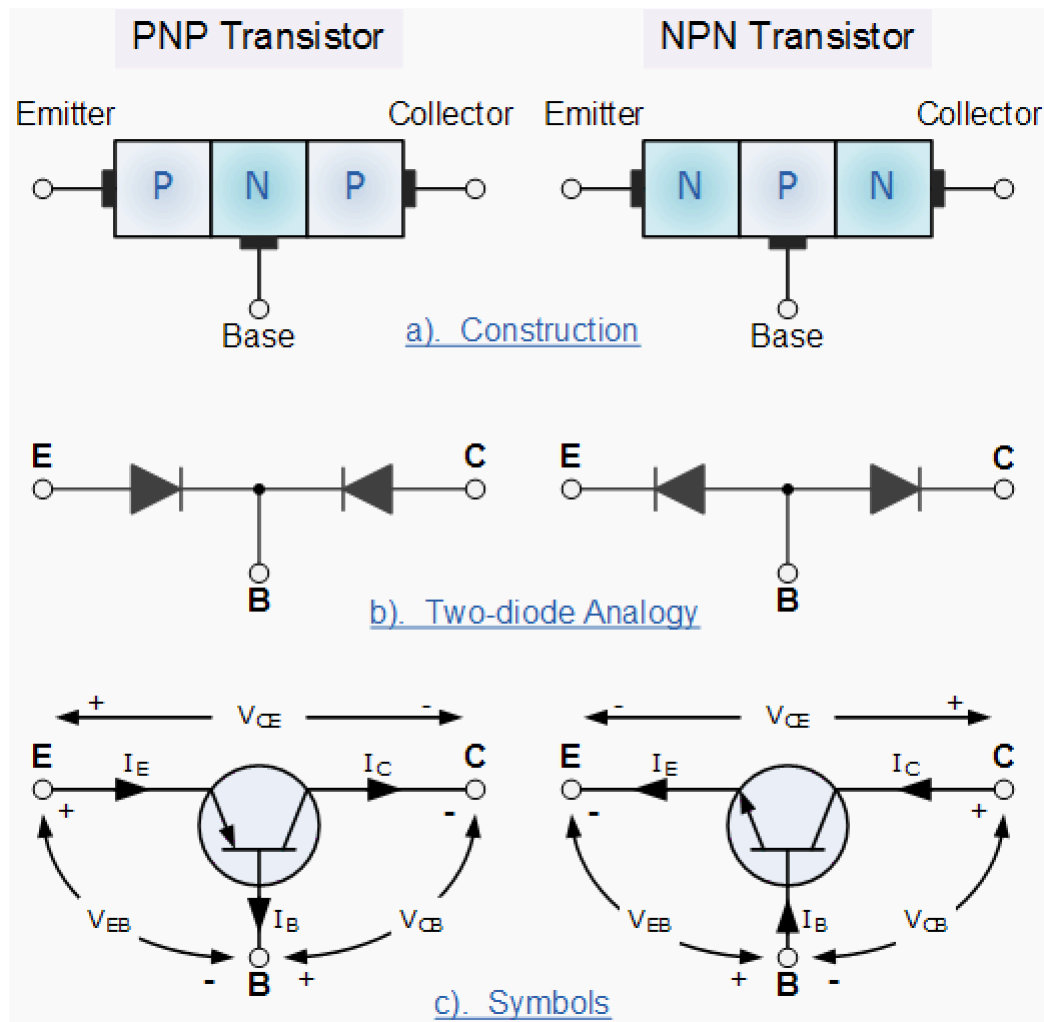 PNP Transistor NPN Transistor
Emitter Collector Emitter Collector
P N P N P N
Base a). Construction Base
E C E C
B B
b). Two-diode Analogy
+ VCE - - VCE +
E IE IC C E IE IC C
+ - - +
VEB IB VCB VEB IB VCB
- B + + B -
c). Symbols